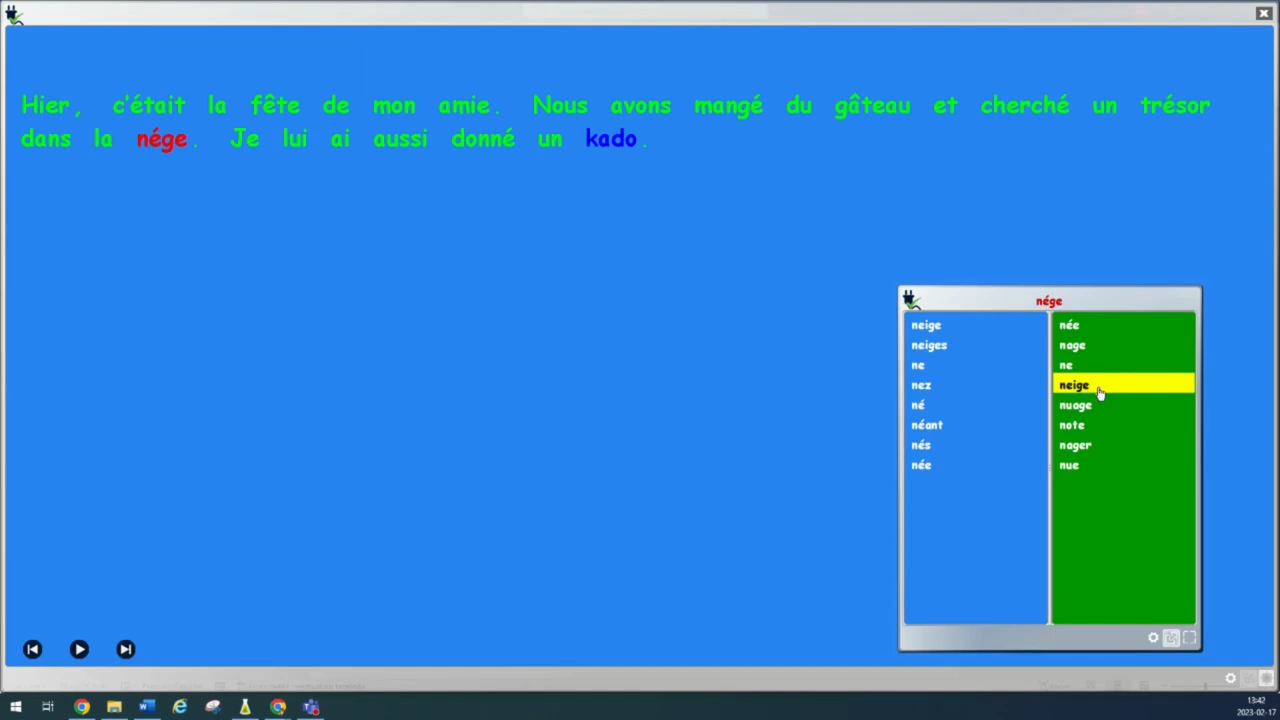 Hier, c'était la fête de mon amie. Nous avons mangé du gâteau et cherché un trésor
dans la nége. Je lui ai aussi donné un kado.
nége
neige
neiges
ne
nez
né
néant
nés
née
née
nage
ne
neige
nuage
note
nager
nue
13:42
2023-02-17